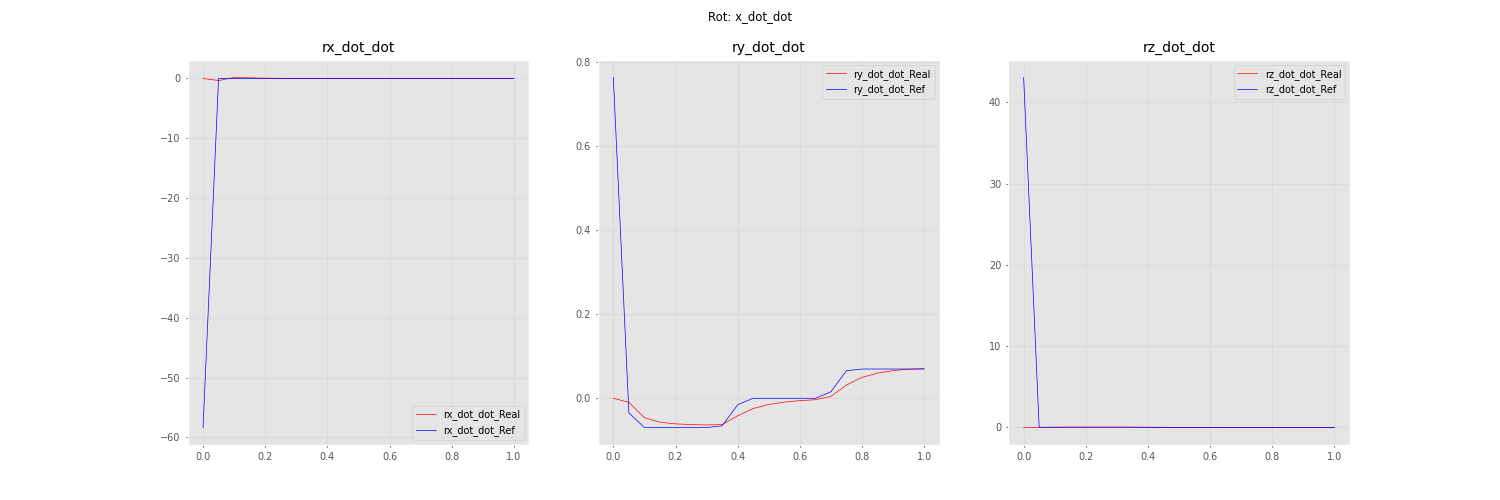 Rot: x_dot_dot
rx_dot_dot
0
−10
−20
−30
−40
−50
−60
0.0 0.2 0.4 0.6 0.8 1.0
rx_dot_dot_Real
rx_dot_dot_Ref
ry_dot_dot
0.8
0.6
0.4
0.2
0.0
0.0 0.2 0.4 0.6 0.8 1.0
ry_dot_dot_Real
ry_dot_dot_Ref
rz_dot_dot
40
30
20
10
0
0.0 0.2 0.4 0.6 0.8 1.0
rz_dot_dot_Real
rz_dot_dot_Ref